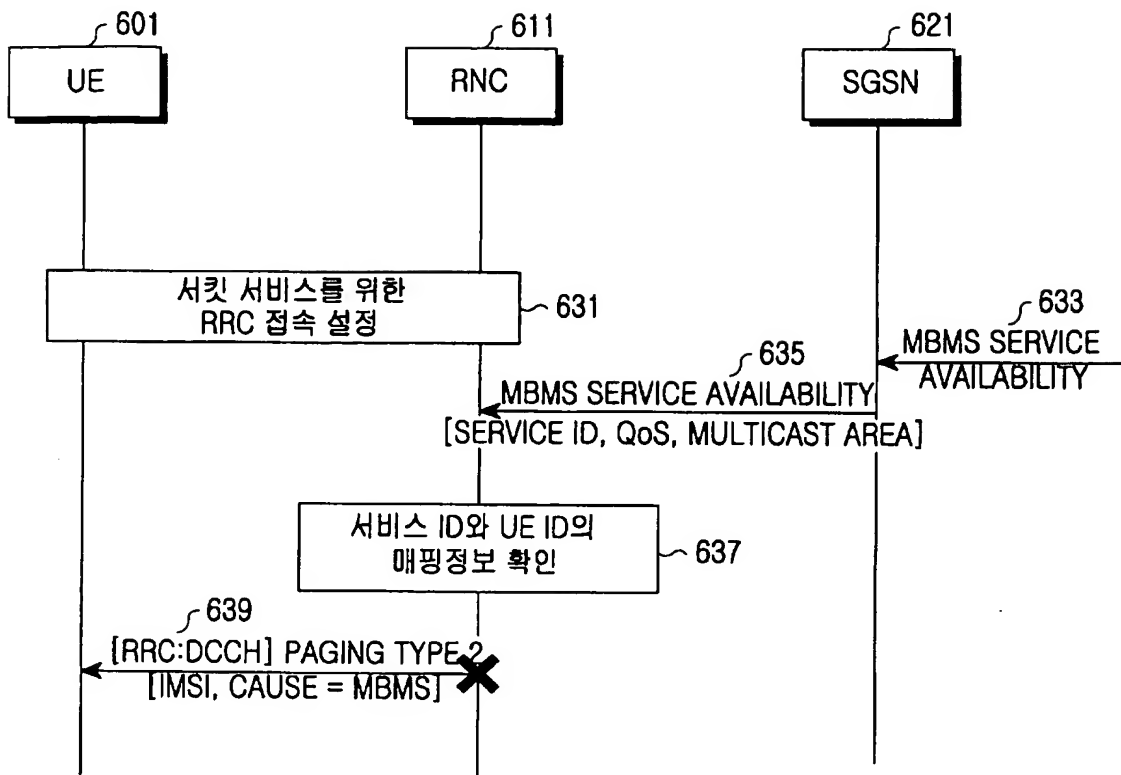 601
611
621
UE
RNC
SGSN
서킷 서비스를 위한
RRC 접속 설정
631
633
MBMS SERVICE
AVAILABILITY
635
MBMS SERVICE AVAILABILITY
[SERVICE ID, QoS, MULTICAST AREA]
서비스 ID와 UE ID의
매핑정보 확인
637
639
[RRC:DCCH] PAGING TYPE 2
[IMSI, CAUSE = MBMS]